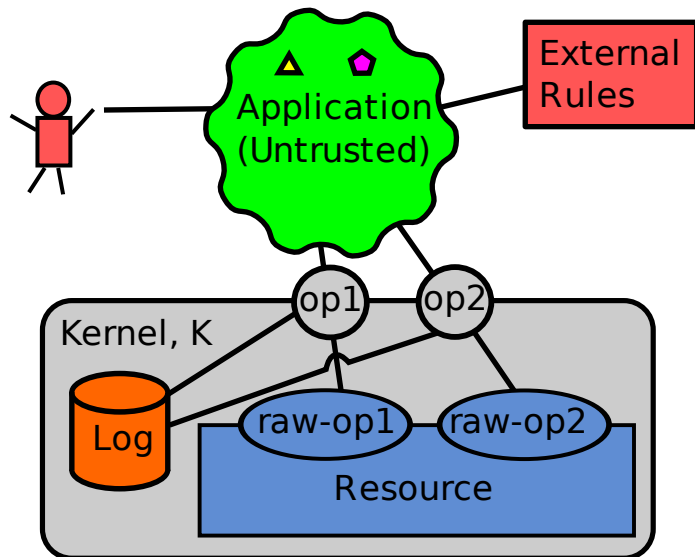 External
Rules
Application
(Untrusted)
op1
op2
Kernel, K
Log
raw-op1
raw-op2
Resource